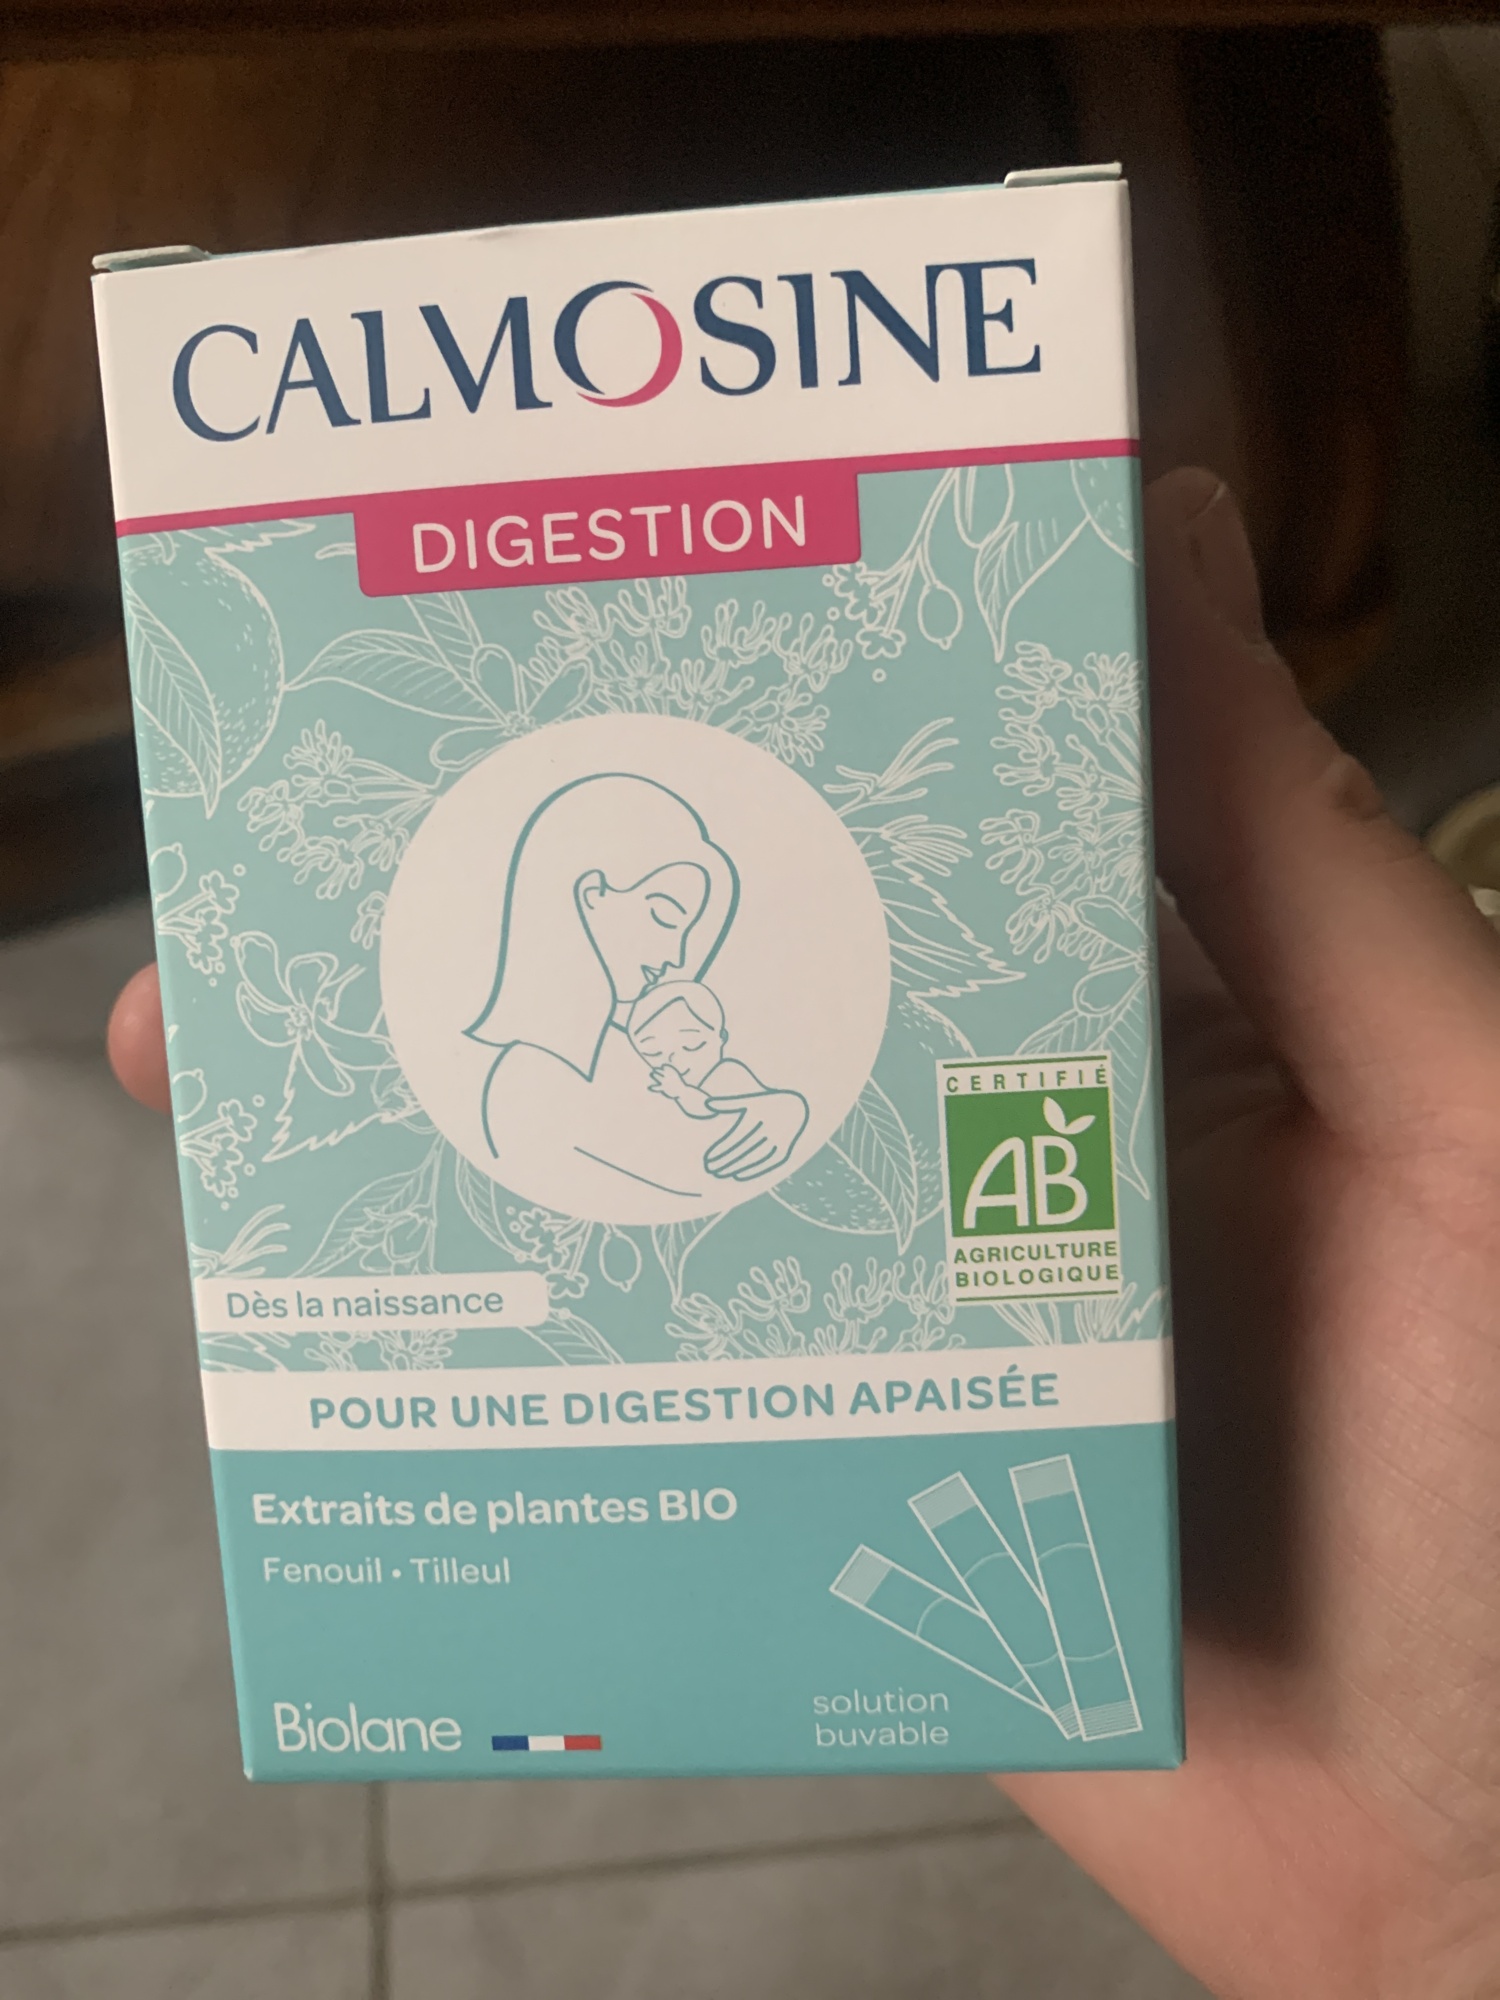 CALMOSINE
DIGESTION
CERTIFIÉ
AB
AGRICULTURE
BIOLOGIQUE
Dès la naissance
POUR UNE DIGESTION APAISÉE
Extraits de plantes BIO
Fenouil • Tilleul
Biolane
solution
buvable